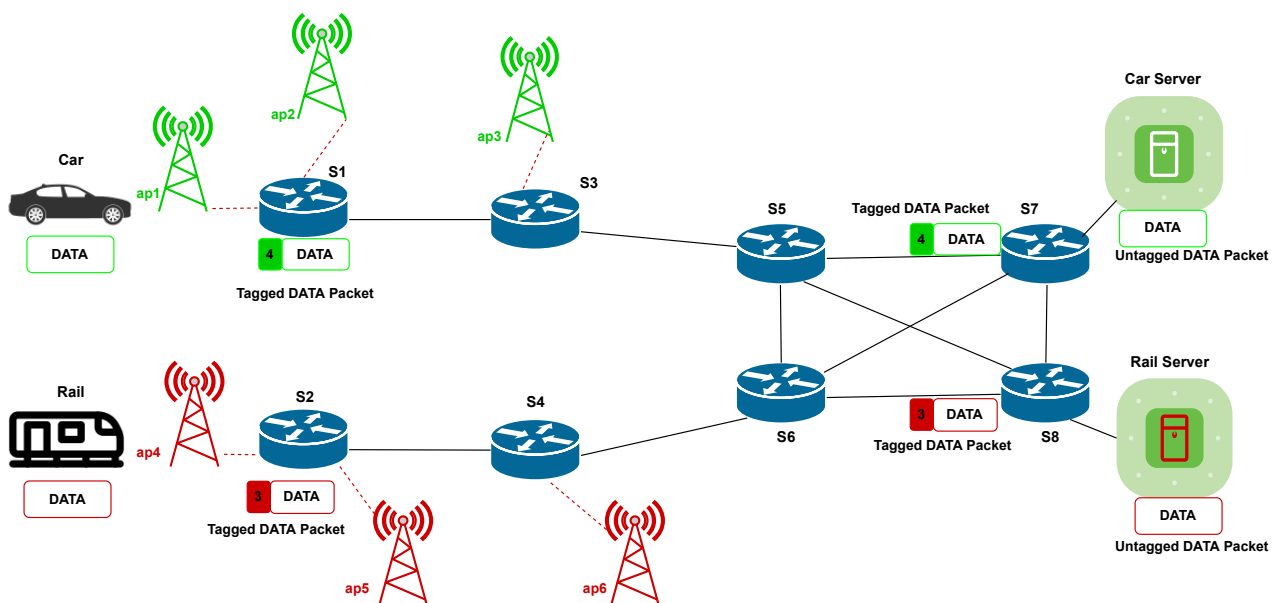 Car Server
ap2
ap3
Car
S1
S3
ap1
S5
Tagged DATA Packet
S7
DATA
4
DATA
4
DATA
DATA
Untagged DATA Packet
Tagged DATA Packet
Rail
S2
S4
S6
Rail Server
3
DATA
Tagged DATA Packet
S8
ap4
DATA
3
DATA
Tagged DATA Packet
DATA
Untagged DATA Packet
ap5
ap6